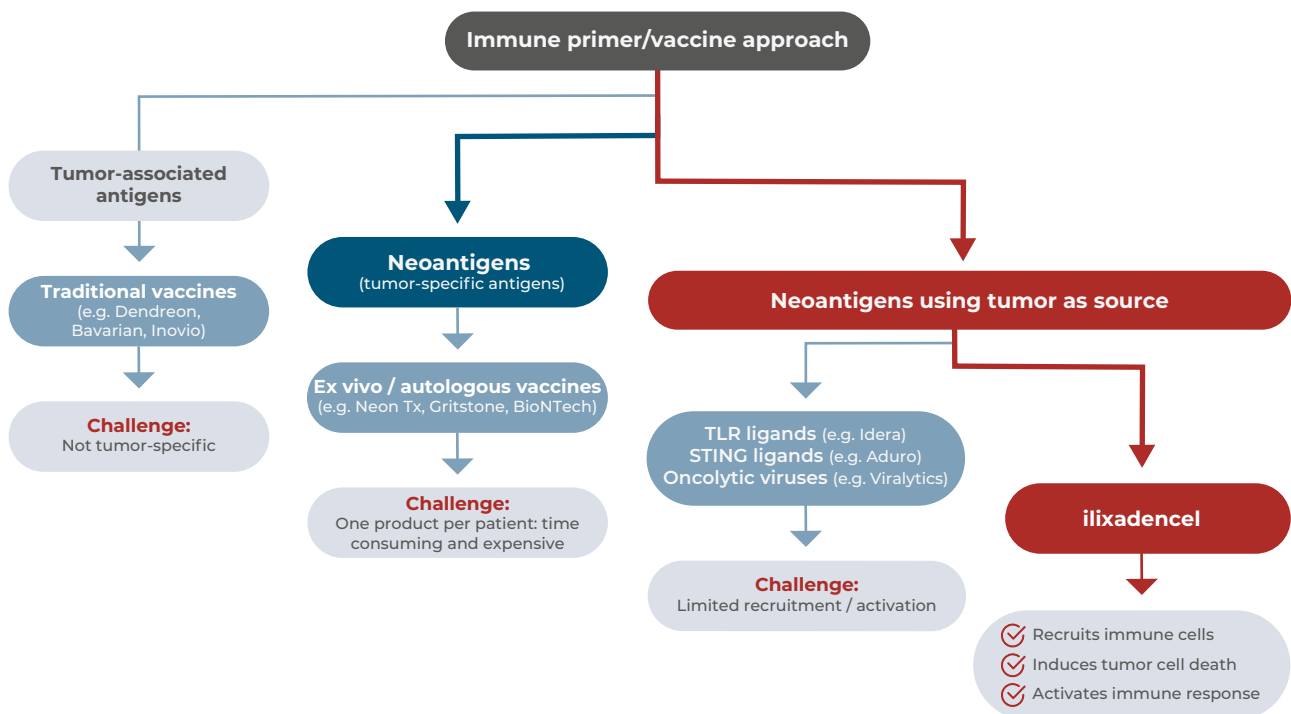 Immune primer/vaccine approach
Tumor-associated
antigens
Traditional vaccines
(e.g. Dendreon,
Bavarian, Inovio)
Challenge:
Not tumor-specific
Neoantigens
(tumor-specific antigens)
Ex vivo / autologous vaccines
(e.g. Neon Tx, Gritstone, BioNTech)
Challenge:
One product per patient: time
consuming and expensive
Neoantigens using tumor as source
TLR ligands (e.g. Idera)
STING ligands (e.g. Aduro)
Oncolytic viruses (e.g. Viralytics)
Challenge:
Limited recruitment / activation
ilixadencel
Recruits immune cells
Induces tumor cell death
Activates immune response